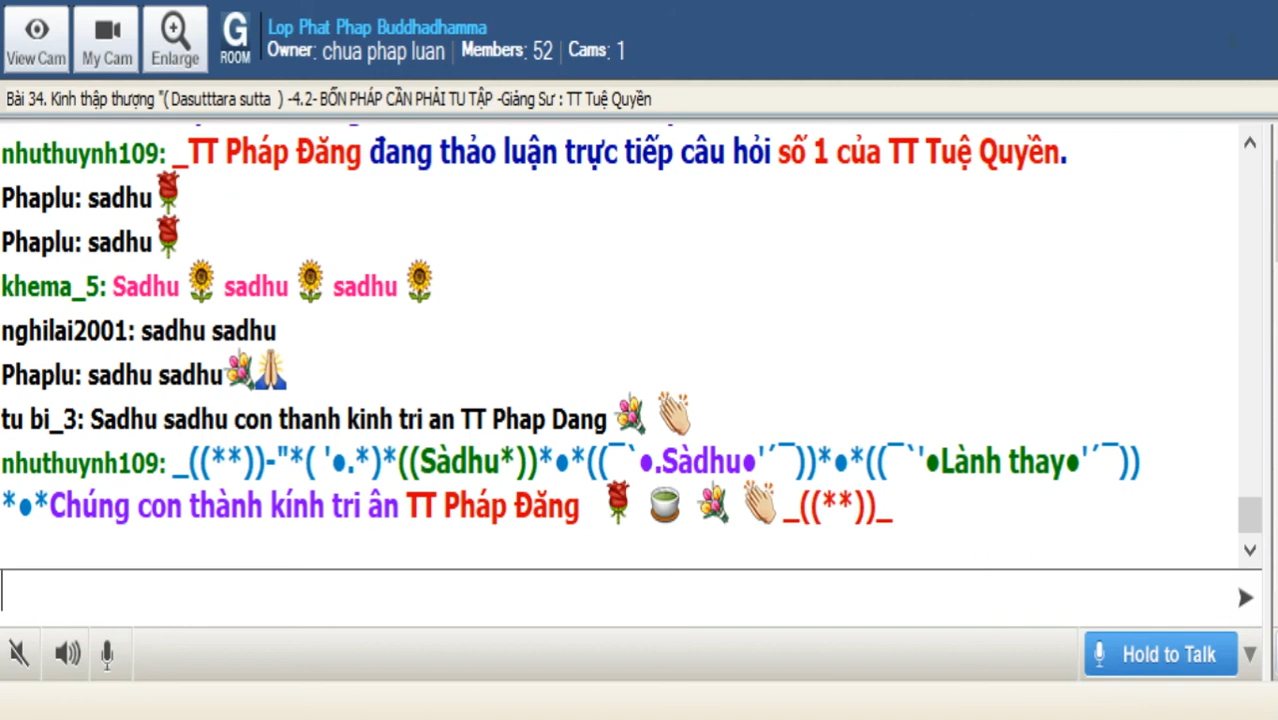 Lop Phat Phap Buddhadhamma
View Cam My Cam Enlarge G ROOM Owner: chua phap luan | Members: 52 | Cams: 1
Bài 34. Kinh thập thượng "( Dasutttara sutta ) -4.2- BỐN PHÁP CẦN PHẢI TU TẬP -Giảng Sư : TT Tuệ Quyền
nhuthuynh109: _TT Pháp Đăng đang thảo luận trực tiếp câu hỏi số 1 của TT Tuệ Quyền.
Phaplu: sadhu🌹
Phaplu: sadhu🌹
khema_5: Sadhu🌻 sadhu🌻 sadhu🌻
nghilai2001: sadhu sadhu
Phaplu: sadhu sadhu💐🙏
tu bi_3: Sadhu sadhu con thanh kinh tri an TT Phap Dang 💐 👏
nhuthuynh109: _((**))-"*( '●.*)*((Sàdhu*))*●*((¯`●.Sàdhu●'´¯))*●*((¯`'●Lành thay●'´¯))
*●*Chúng con thành kính tri ân TT Pháp Đăng 🌹 🍵 💐 👏_((**))_
Hold to Talk